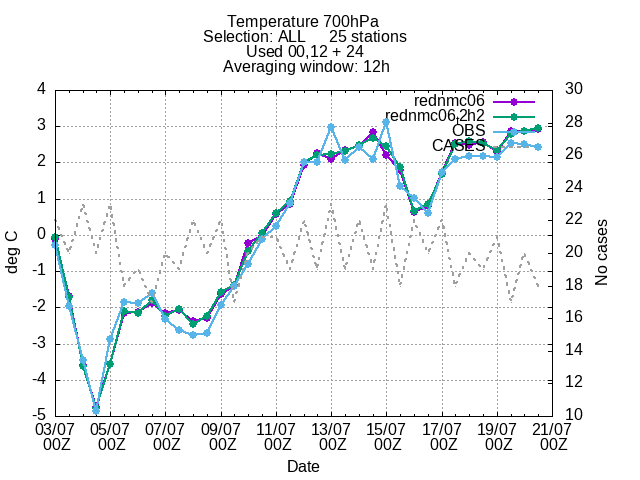 Temperature 700hPa
Selection: ALL 25 stations
Used 00,12 + 24
Averaging window: 12h
rednmc06
rednmc06,2h2
OBS
CASES
4
3
2
1
0
-1
-2
-3
-4
-5
30
28
26
24
22
20
18
16
14
12
10
deg C
No cases
03/07 05/07 07/07 09/07 11/07 13/07 15/07 17/07 19/07 21/07
00Z 00Z 00Z 00Z 00Z 00Z 00Z 00Z 00Z 00Z
Date